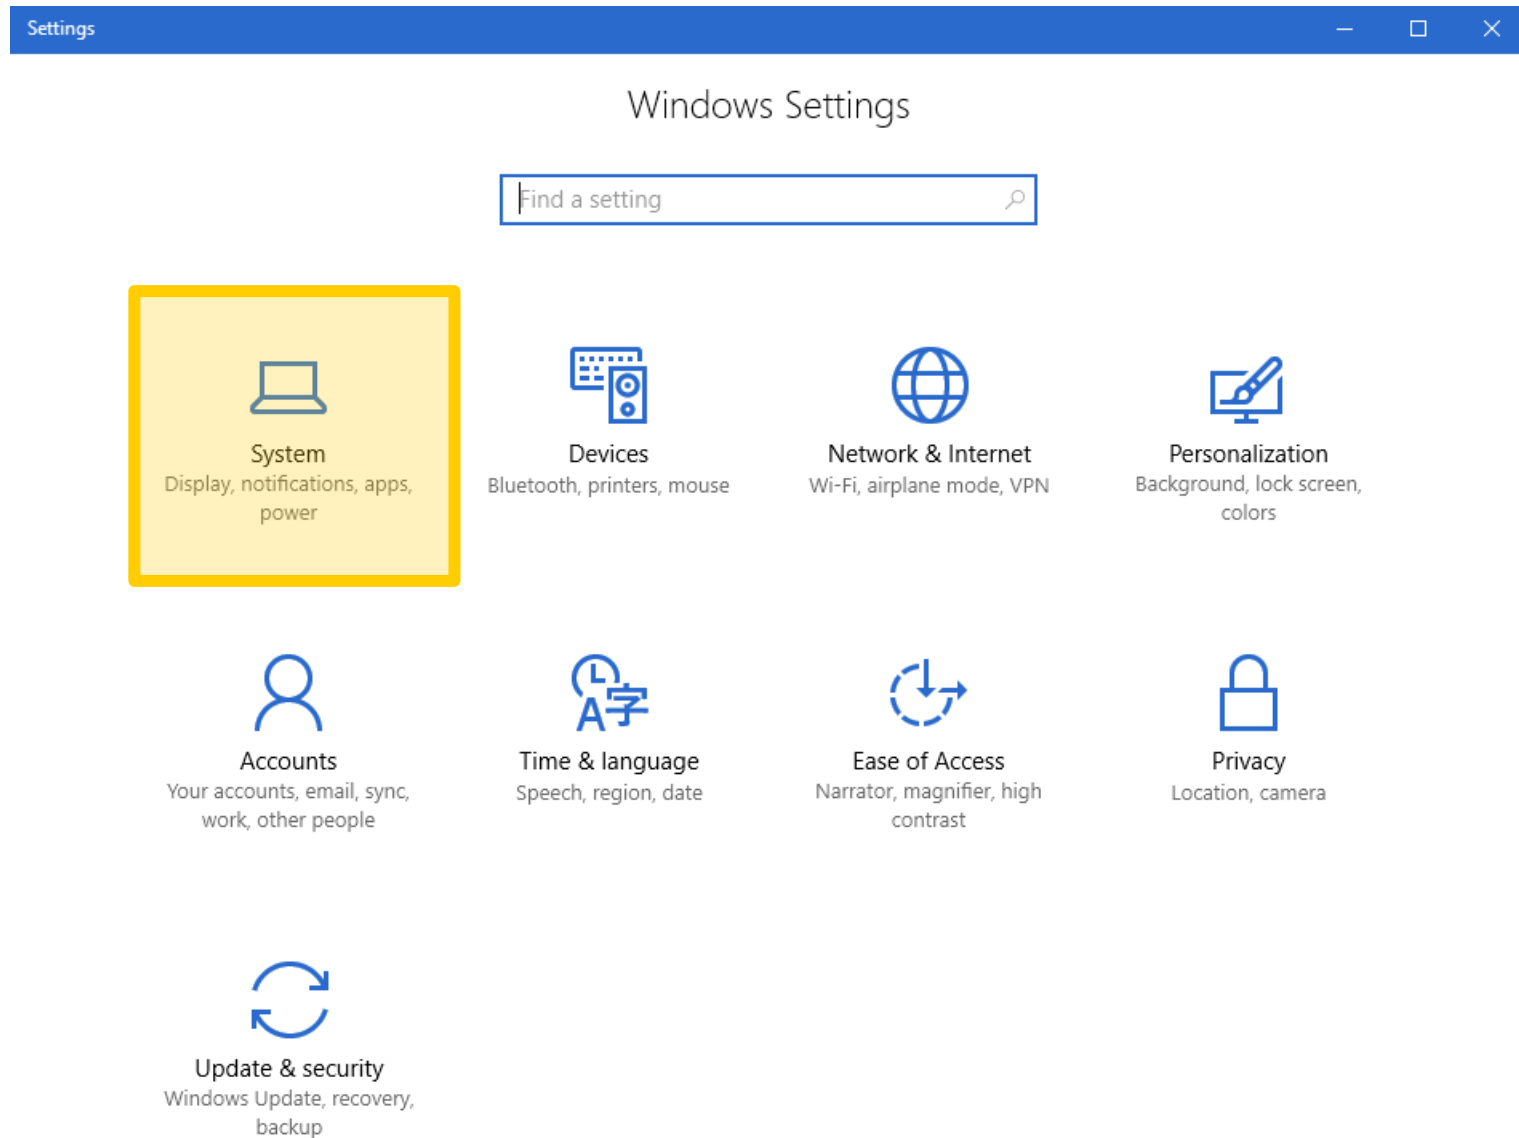 Settings
Windows Settings
Find a setting
System
Display, notifications, apps,
power
Devices
Bluetooth, printers, mouse
Network & Internet
Wi-Fi, airplane mode, VPN
Personalization
Background, lock screen,
colors
Accounts
Your accounts, email, sync,
work, other people
A字
Time & language
Speech, region, date
Ease of Access
Narrator, magnifier, high
contrast
Privacy
Location, camera
Update & security
Windows Update, recovery,
backup